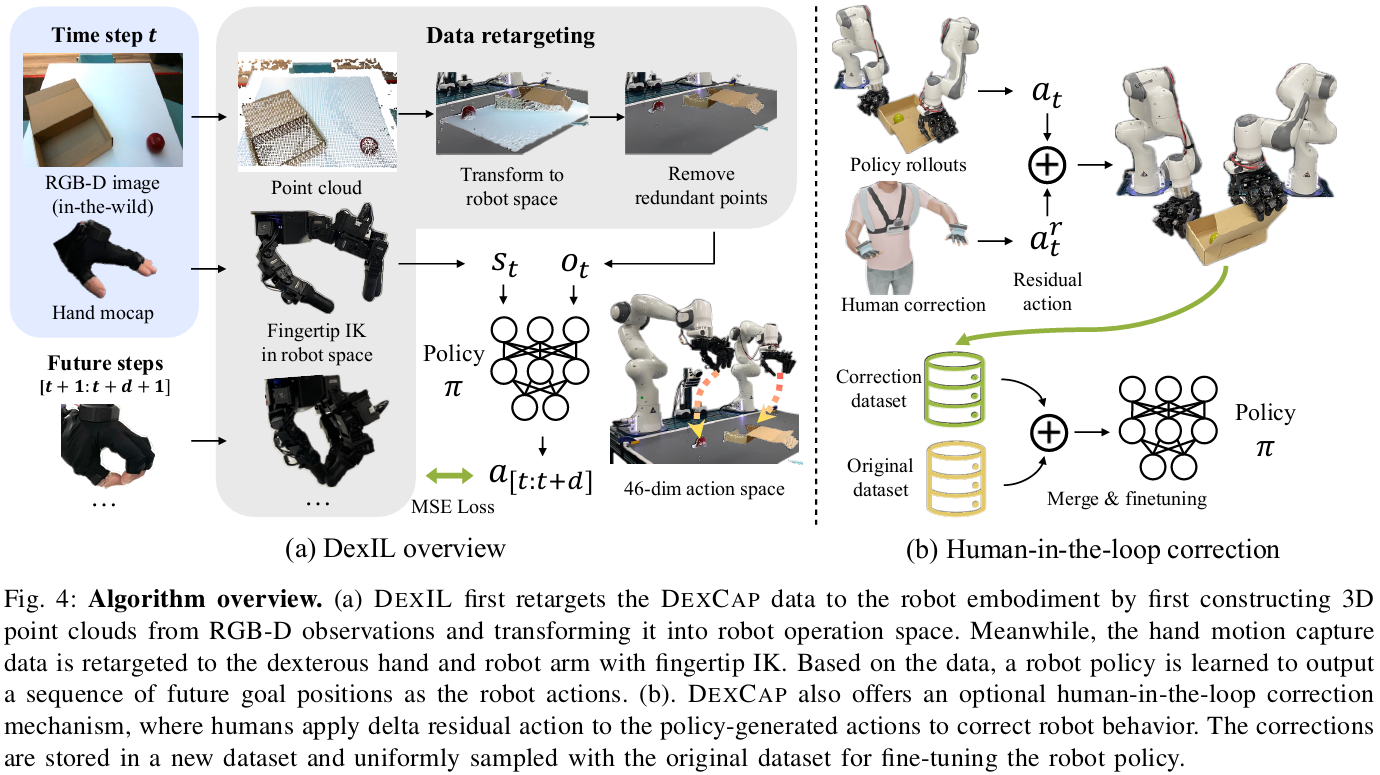 Time step t
RGB-D image
(in-the-wild)
Hand mocap
Future steps
[t + 1: t + d + 1]
...
Data retargeting
Point cloud
Transform to
robot space
Remove
redundant points
Fingertip IK
in robot space
...
s_t
o_t
Policy
π
a_[t:t+d]
MSE Loss
46-dim action space
(a) DexIL overview
Policy rollouts
a_t
Human correction
a_t^r
Residual
action
Correction
dataset
Original
dataset
Policy
π
Merge & finetuning
(b) Human-in-the-loop correction
Fig. 4: Algorithm overview. (a) DEXIL first retargets the DEXCAP data to the robot embodiment by first constructing 3D
point clouds from RGB-D observations and transforming it into robot operation space. Meanwhile, the hand motion capture
data is retargeted to the dexterous hand and robot arm with fingertip IK. Based on the data, a robot policy is learned to output
a sequence of future goal positions as the robot actions. (b). DEXCAP also offers an optional human-in-the-loop correction
mechanism, where humans apply delta residual action to the policy-generated actions to correct robot behavior. The corrections
are stored in a new dataset and uniformly sampled with the original dataset for fine-tuning the robot policy.